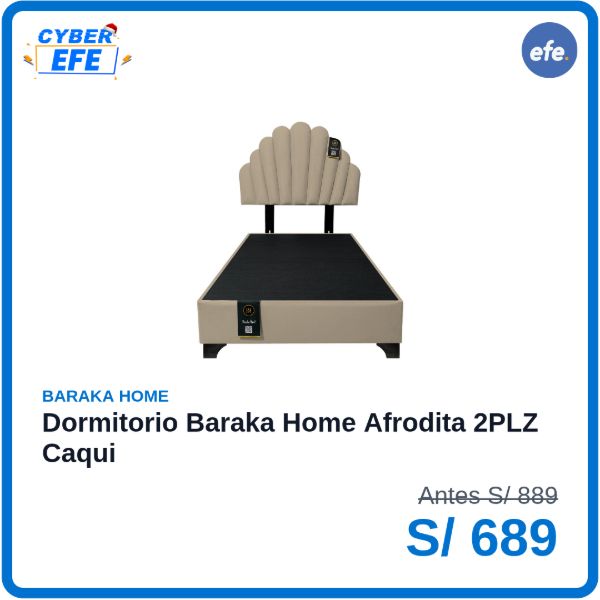 CYBER
EFE
efe.
BARAKA HOME
Dormitorio Baraka Home Afrodita 2PLZ
Caqui
Antes S/ 889
S/ 689